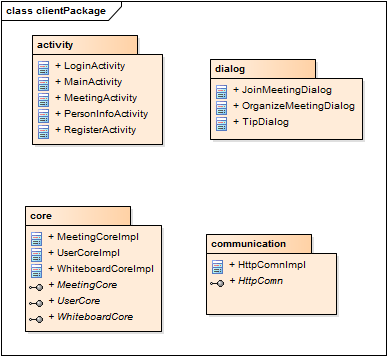 class clientPackage
activity
+ LoginActivity
+ MainActivity
+ MeetingActivity
+ PersonInfoActivity
+ RegisterActivity
dialog
+ JoinMeetingDialog
+ OrganizeMeetingDialog
+ TipDialog
core
+ MeetingCoreImpl
+ UserCoreImpl
+ WhiteboardCoreImpl
+ MeetingCore
+ UserCore
+ WhiteboardCore
communication
+ HttpComnImpl
+ HttpComn